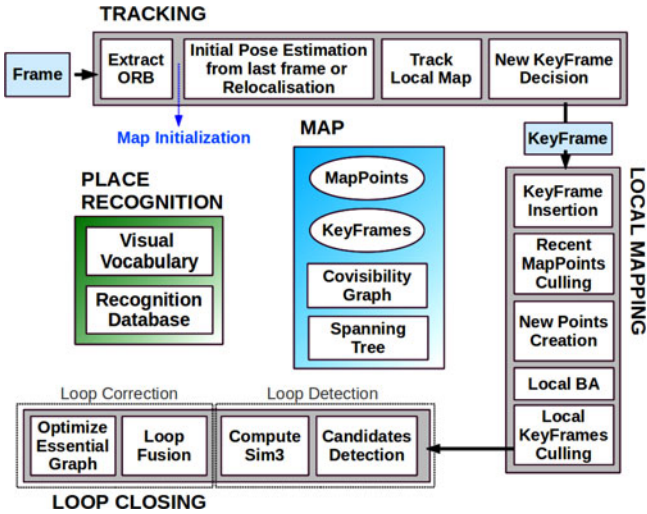 TRACKING
Frame
Extract
ORB
Initial Pose Estimation
from last frame or
Relocalisation
Track
Local Map
New KeyFrame
Decision
Map Initialization
KeyFrame
MAP
MapPoints
KeyFrames
Covisibility
Graph
Spanning
Tree
PLACE
RECOGNITION
Visual
Vocabulary
Recognition
Database
LOCAL MAPPING
KeyFrame
Insertion
Recent
MapPoints
Culling
New Points
Creation
Local BA
Local
KeyFrames
Culling
Loop Correction
Loop Detection
Optimize
Essential
Graph
Loop
Fusion
Compute
Sim3
Candidates
Detection
LOOP CLOSING